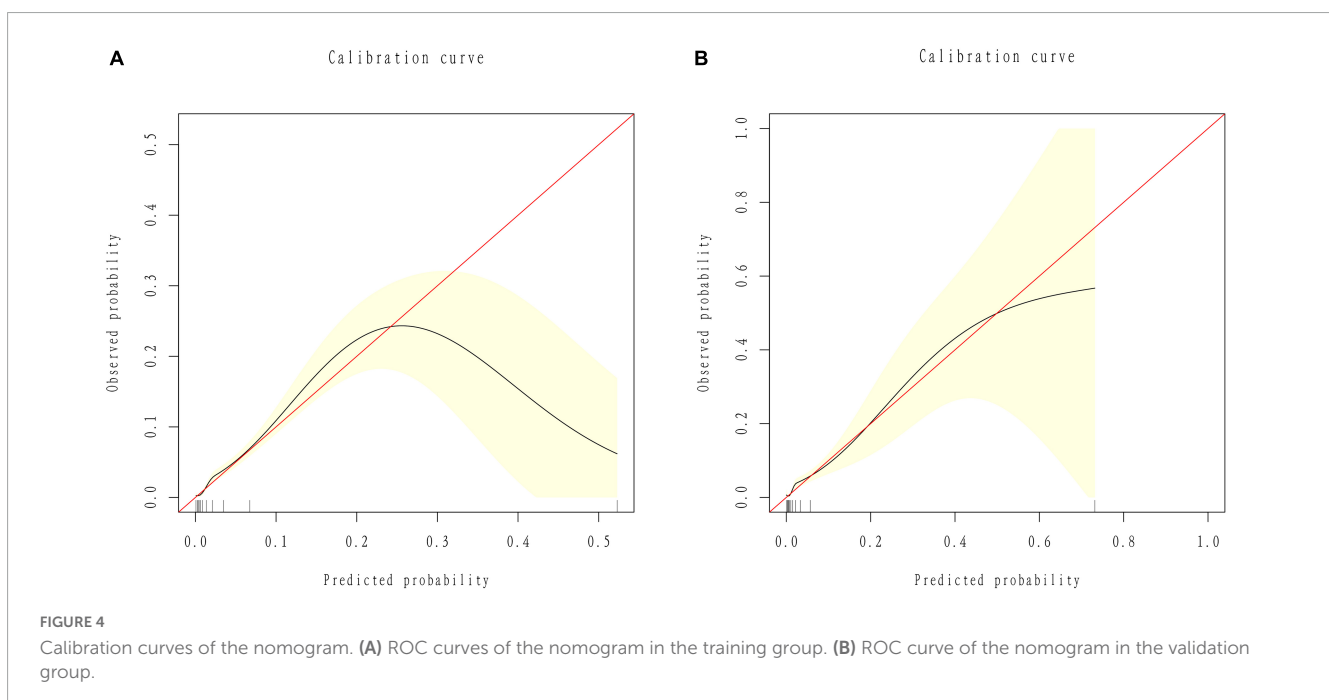 A
Calibration curve
Observed probability
0.5
0.4
0.3
0.2
0.1
0.0
0.0 0.1 0.2 0.3 0.4 0.5
Predicted probability
B
Calibration curve
Observed probability
1.0
0.8
0.6
0.4
0.2
0.0
0.0 0.2 0.4 0.6 0.8 1.0
Predicted probability
FIGURE 4
Calibration curves of the nomogram. (A) ROC curves of the nomogram in the training group. (B) ROC curve of the nomogram in the validation
group.